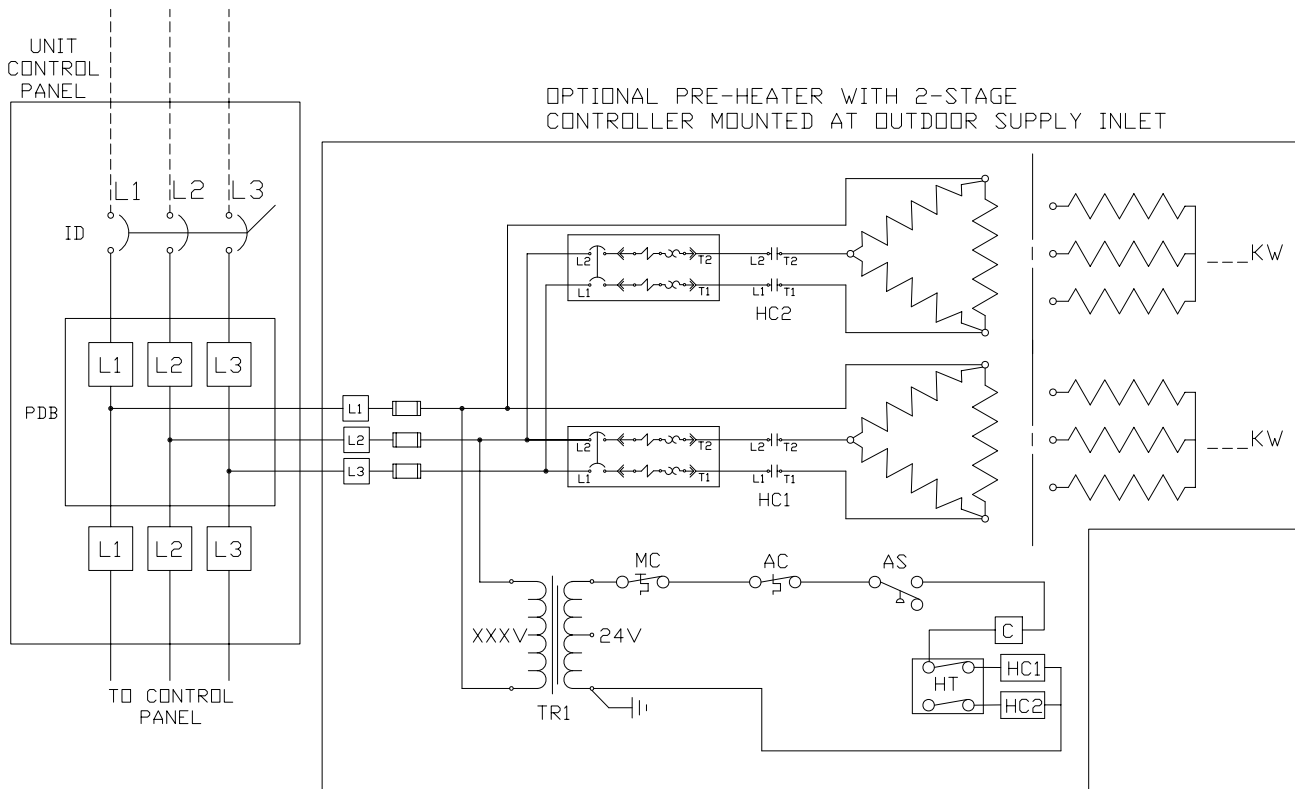 UNIT
CONTROL
PANEL
OPTIONAL PRE-HEATER WITH 2-STAGE
CONTROLLER MOUNTED AT OUTDOOR SUPPLY INLET
L1 L2 L3
ID
L2 T2 L2 T2
L1 T1 L1 T1
HC2
___KW
L1 L2 L3
PDB
L1
L2
L3
L2 T2 L2 T2
L1 T1 L1 T1
HC1
___KW
L1 L2 L3
MC AC AS
XXXV 24V
C
HT HC1
HC2
TR1
TO CONTROL
PANEL